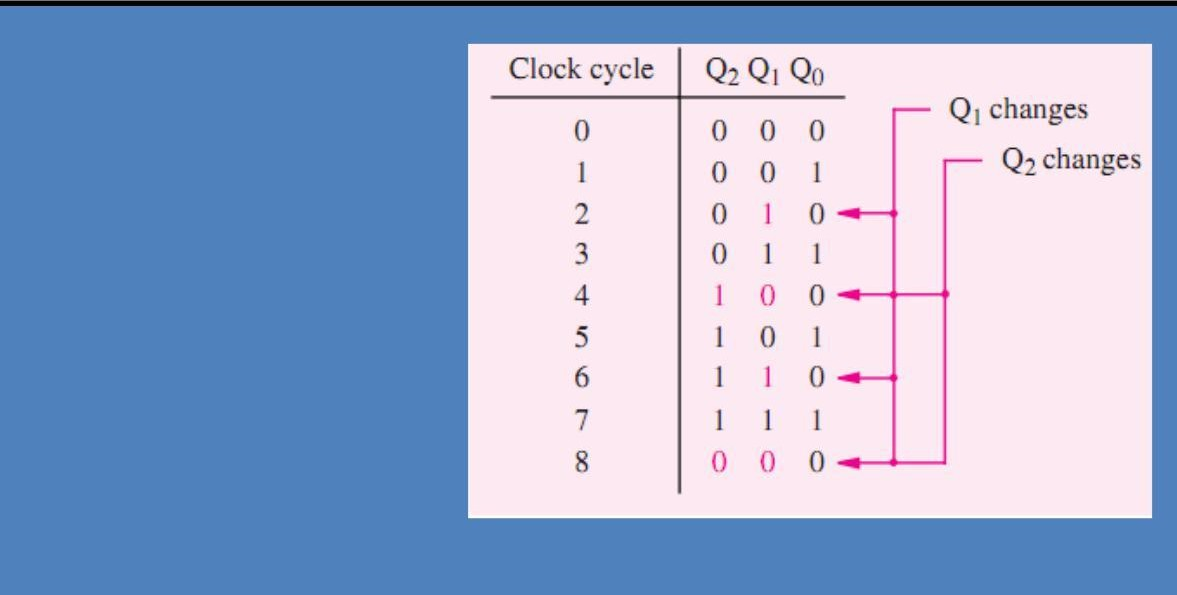 Clock cycle Q2 Q1 Q0
Q1 changes
0 0 0 0
Q2 changes
1 0 0 1
2 0 1 0
3 0 1 1
4 1 0 0
5 1 0 1
6 1 1 0
7 1 1 1
8 0 0 0